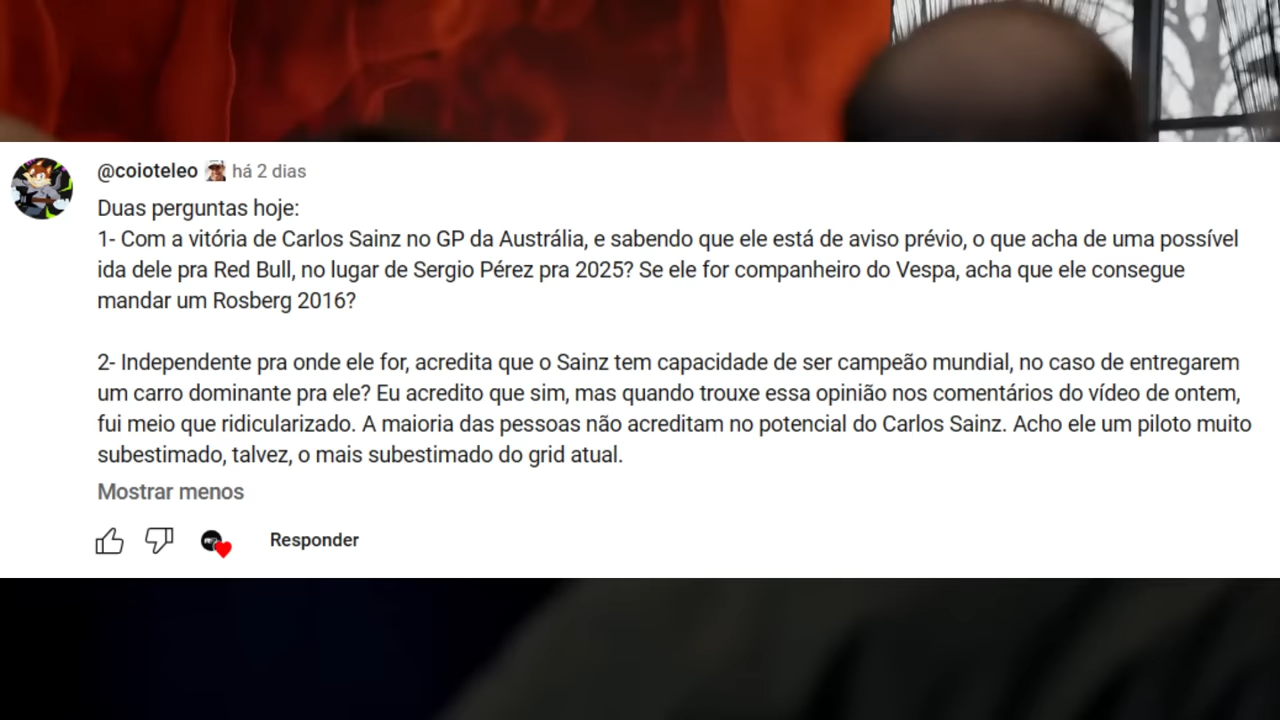 @coioteleo há 2 dias
Duas perguntas hoje:
1- Com a vitória de Carlos Sainz no GP da Austrália, e sabendo que ele está de aviso prévio, o que acha de uma possível
ida dele pra Red Bull, no lugar de Sergio Pérez pra 2025? Se ele for companheiro do Vespa, acha que ele consegue
mandar um Rosberg 2016?
2- Independente pra onde ele for, acredita que o Sainz tem capacidade de ser campeão mundial, no caso de entregarem
um carro dominante pra ele? Eu acredito que sim, mas quando trouxe essa opinião nos comentários do vídeo de ontem,
fui meio que ridicularizado. A maioria das pessoas não acreditam no potencial do Carlos Sainz. Acho ele um piloto muito
subestimado, talvez, o mais subestimado do grid atual.
Mostrar menos
Responder